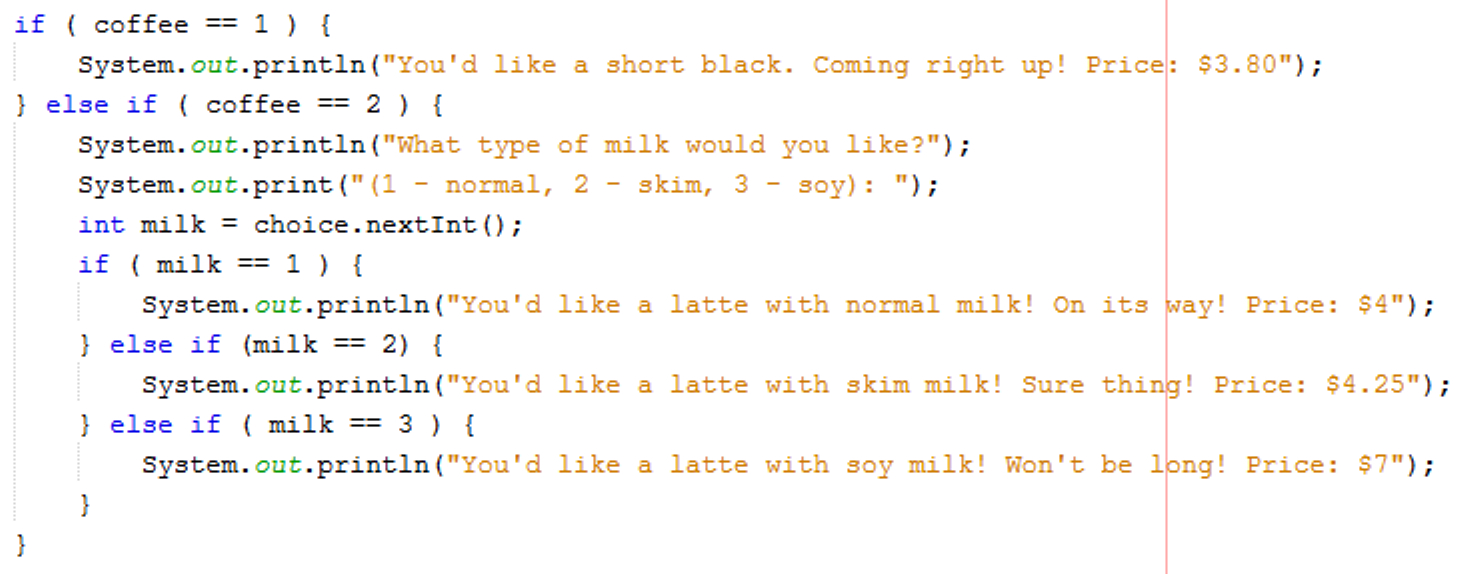 if ( coffee == 1 ) {
    System.out.println("You'd like a short black. Coming right up! Price: $3.80");
} else if ( coffee == 2 ) {
    System.out.println("What type of milk would you like?");
    System.out.print("(1 - normal, 2 - skim, 3 - soy): ");
    int milk = choice.nextInt();
    if ( milk == 1 ) {
        System.out.println("You'd like a latte with normal milk! On its way! Price: $4");
    } else if (milk == 2) {
        System.out.println("You'd like a latte with skim milk! Sure thing! Price: $4.25");
    } else if ( milk == 3 ) {
        System.out.println("You'd like a latte with soy milk! Won't be long! Price: $7");
    }
}